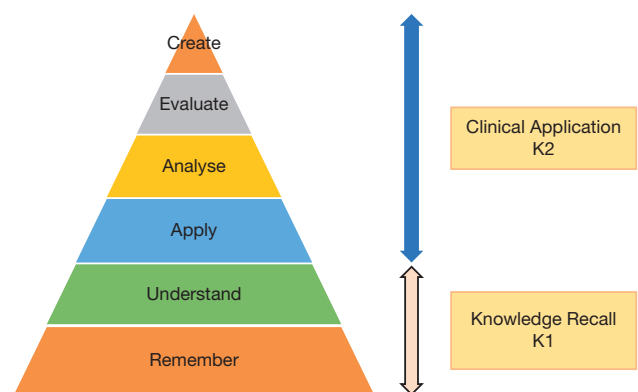 Create
Evaluate
Analyse
Apply
Understand
Remember
Clinical Application
K2
Knowledge Recall
K1